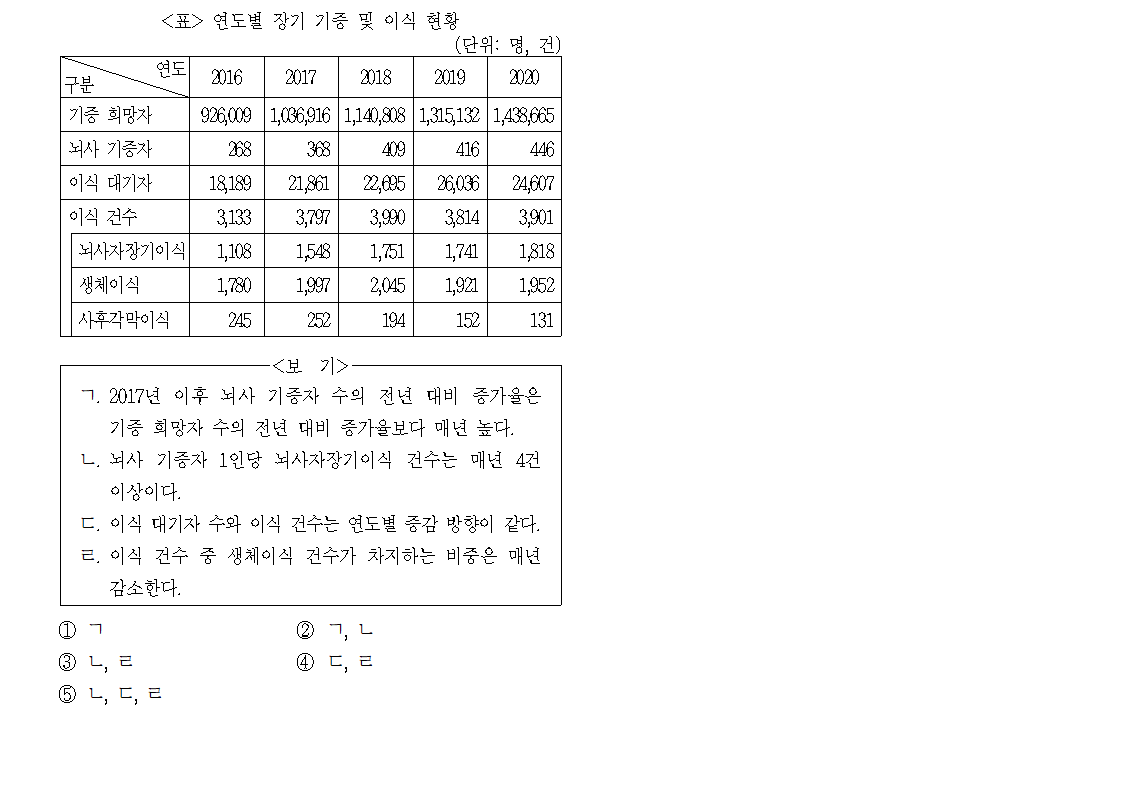 <표> 연도별 장기 기증 및 이식 현황
(단위: 명, 건)
구분 연도 2016 2017 2018 2019 2020
기증 희망자 926,009 1,036,916 1,140,808 1,315,132 1,438,665
뇌사 기증자 268 368 409 416 446
이식 대기자 18,189 21,861 22,695 26,036 24,607
이식 건수 3,133 3,797 3,990 3,814 3,901
뇌사자장기이식 1,108 1,548 1,751 1,741 1,818
생체이식 1,780 1,997 2,045 1,921 1,952
사후각막이식 245 252 194 152 131
<보 기>
ㄱ. 2017년 이후 뇌사 기증자 수의 전년 대비 증가율은
기증 희망자 수의 전년 대비 증가율보다 매년 높다.
ㄴ. 뇌사 기증자 1인당 뇌사자장기이식 건수는 매년 4건
이상이다.
ㄷ. 이식 대기자 수와 이식 건수는 연도별 증감 방향이 같다.
ㄹ. 이식 건수 중 생체이식 건수가 차지하는 비중은 매년
감소한다.
① ㄱ ② ㄱ, ㄴ
③ ㄴ, ㄹ ④ ㄷ, ㄹ
⑤ ㄴ, ㄷ, ㄹ